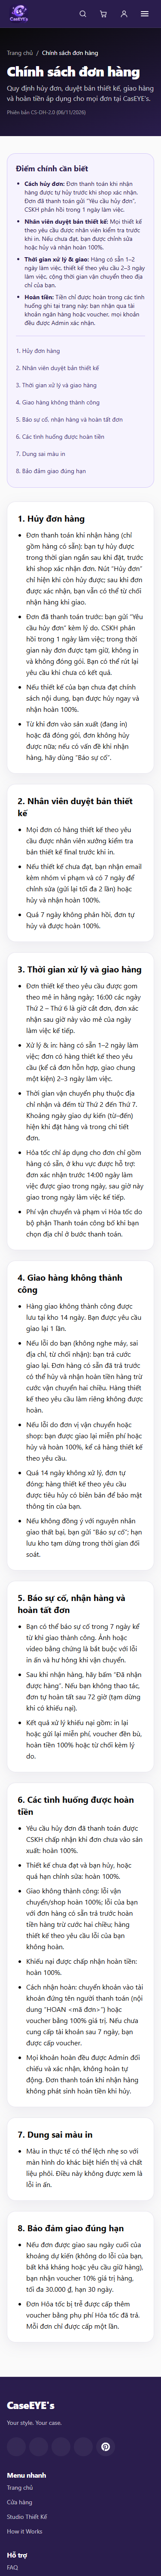 CaseEYE's
Trang chủ / Chính sách đơn hàng
Chính sách đơn hàng
Quy định hủy đơn, duyệt bản thiết kế, giao hàng
và hoàn tiền áp dụng cho mọi đơn tại CasEYE's.
Phiên bản CS-DH-2.0 (06/11/2026)
Điểm chính cần biết
Cách hủy đơn: Đơn thanh toán khi nhận
hàng được tự hủy trước khi shop xác nhận.
Đơn đã thanh toán gửi "Yêu cầu hủy đơn",
CSKH phản hồi trong 1 ngày làm việc.
Nhân viên duyệt bản thiết kế: Mọi thiết kế
theo yêu cầu được nhân viên kiểm tra trước
khi in. Nếu chưa đạt, bạn được chỉnh sửa
hoặc hủy và nhận hoàn 100%.
Thời gian xử lý & giao: Hàng có sẵn 1–2
ngày làm việc, thiết kế theo yêu cầu 2–3 ngày
làm việc, cộng thời gian vận chuyển theo địa
chỉ của bạn.
Hoàn tiền: Tiền chỉ được hoàn trong các tình
huống ghi tại trang này; bạn nhận qua tài
khoản ngân hàng hoặc voucher, mọi khoản
đều được Admin xác nhận.
1. Hủy đơn hàng
2. Nhân viên duyệt bản thiết kế
3. Thời gian xử lý và giao hàng
4. Giao hàng không thành công
5. Báo sự cố, nhận hàng và hoàn tất đơn
6. Các tình huống được hoàn tiền
7. Dung sai màu in
8. Bảo đảm giao đúng hạn
1. Hủy đơn hàng
Đơn thanh toán khi nhận hàng (chỉ
gồm hàng có sẵn): bạn tự hủy được
trong thời gian ngắn sau khi đặt, trước
khi shop xác nhận đơn. Nút "Hủy đơn"
chỉ hiện khi còn hủy được; sau khi đơn
được xác nhận, bạn vẫn có thể từ chối
nhận hàng khi giao.
Đơn đã thanh toán trước: bạn gửi "Yêu
cầu hủy đơn" kèm lý do. CSKH phản
hồi trong 1 ngày làm việc; trong thời
gian này đơn được tạm giữ, không in
và không đóng gói. Bạn có thể rút lại
yêu cầu khi chưa có kết quả.
Nếu thiết kế của bạn chưa đạt chính
sách nội dung, bạn được hủy ngay và
nhận hoàn 100%.
Từ khi đơn vào sản xuất (đang in)
hoặc đã đóng gói, đơn không hủy
được nữa; nếu có vấn đề khi nhận
hàng, hãy dùng "Báo sự cố".
2. Nhân viên duyệt bản thiết
kế
Mọi đơn có hàng thiết kế theo yêu
cầu được nhân viên xưởng kiểm tra
bản thiết kế final trước khi in.
Nếu thiết kế chưa đạt, bạn nhận email
kèm nhóm vi phạm và có 7 ngày để
chỉnh sửa (gửi lại tối đa 2 lần) hoặc
hủy và nhận hoàn 100%.
Quá 7 ngày không phản hồi, đơn tự
hủy và được hoàn 100%.
3. Thời gian xử lý và giao hàng
Đơn thiết kế theo yêu cầu được gom
theo mẻ in hằng ngày; 16:00 các ngày
Thứ 2 – Thứ 6 là giờ cắt đơn, đơn xác
nhận sau giờ này vào mẻ của ngày
làm việc kế tiếp.
Xử lý & in: hàng có sẵn 1–2 ngày làm
việc; đơn có hàng thiết kế theo yêu
cầu (kể cả đơn hỗn hợp, giao chung
một kiện) 2–3 ngày làm việc.
Thời gian vận chuyển phụ thuộc địa
chỉ nhận và đếm từ Thứ 2 đến Thứ 7.
Khoảng ngày giao dự kiến (từ–đến)
hiện khi đặt hàng và trong chi tiết
đơn.
Hỏa tốc chỉ áp dụng cho đơn chỉ gồm
hàng có sẵn, ở khu vực được hỗ trợ:
đơn xác nhận trước 14:00 ngày làm
việc được giao trong ngày, sau giờ này
giao trong ngày làm việc kế tiếp.
Phí vận chuyển và phạm vi Hỏa tốc do
bộ phận Thanh toán công bố khi bạn
chọn địa chỉ ở bước thanh toán.
4. Giao hàng không thành
công
Hàng giao không thành công được
lưu tại kho 14 ngày. Bạn được yêu cầu
giao lại 1 lần.
Nếu lỗi do bạn (không nghe máy, sai
địa chỉ, từ chối nhận): bạn trả cước
giao lại. Đơn hàng có sẵn đã trả trước
có thể hủy và nhận hoàn tiền hàng trừ
cước vận chuyển hai chiều. Hàng thiết
kế theo yêu cầu làm riêng không được
hoàn.
Nếu lỗi do đơn vị vận chuyển hoặc
shop: bạn được giao lại miễn phí hoặc
hủy và hoàn 100%, kể cả hàng thiết kế
theo yêu cầu.
Quá 14 ngày không xử lý, đơn tự
đóng; hàng thiết kế theo yêu cầu
được tiêu hủy có biên bản để bảo mật
thông tin của bạn.
Nếu không đồng ý với nguyên nhân
giao thất bại, bạn gửi "Báo sự cố"; hạn
lưu kho tạm dừng trong thời gian đối
soát.
5. Báo sự cố, nhận hàng và
hoàn tất đơn
Bạn có thể báo sự cố trong 7 ngày kể
từ khi giao thành công. Ảnh hoặc
video bằng chứng là bắt buộc với lỗi
in ấn và hư hỏng khi vận chuyển.
Sau khi nhận hàng, hãy bấm "Đã nhận
được hàng". Nếu bạn không thao tác,
đơn tự hoàn tất sau 72 giờ (tạm dừng
khi có khiếu nại).
Kết quả xử lý khiếu nại gồm: in lại
hoặc gửi lại miễn phí, voucher đền bù,
hoàn tiền 100% hoặc từ chối kèm lý
do.
6. Các tình huống được hoàn
tiền
Yêu cầu hủy đơn đã thanh toán được
CSKH chấp nhận khi đơn chưa vào sản
xuất: hoàn 100%.
Thiết kế chưa đạt và bạn hủy, hoặc
quá hạn chỉnh sửa: hoàn 100%.
Giao không thành công: lỗi vận
chuyển/shop hoàn 100%; lỗi của bạn
với đơn hàng có sẵn trả trước hoàn
tiền hàng trừ cước hai chiều; hàng
thiết kế theo yêu cầu lỗi của bạn
không hoàn.
Khiếu nại được chấp nhận hoàn tiền:
hoàn 100%.
Cách nhận hoàn: chuyển khoản vào tài
khoản đứng tên người thanh toán (nội
dung "HOAN <mã đơn>") hoặc
voucher bằng 100% giá trị. Nếu chưa
cung cấp tài khoản sau 7 ngày, bạn
được cấp voucher.
Mọi khoản hoàn đều được Admin đối
chiếu và xác nhận, không hoàn tự
động. Đơn thanh toán khi nhận hàng
không phát sinh hoàn tiền khi hủy.
7. Dung sai màu in
Màu in thực tế có thể lệch nhẹ so với
màn hình do khác biệt hiển thị và chất
liệu phôi. Điều này không được xem là
lỗi in ấn.
8. Bảo đảm giao đúng hạn
Nếu đơn được giao sau ngày cuối của
khoảng dự kiến (không do lỗi của bạn,
bất khả kháng hoặc yêu cầu giữ hàng),
bạn nhận voucher 10% giá trị hàng,
tối đa 30.000 ₫, hạn 30 ngày.
Đơn Hỏa tốc bị trễ được cấp thêm
voucher bằng phụ phí Hỏa tốc đã trả.
Mỗi đơn chỉ được cấp một lần.
CaseEYE's
Your style. Your case.
Menu nhanh
Trang chủ
Cửa hàng
Studio Thiết Kế
How it Works
Hỗ trợ
FAQ